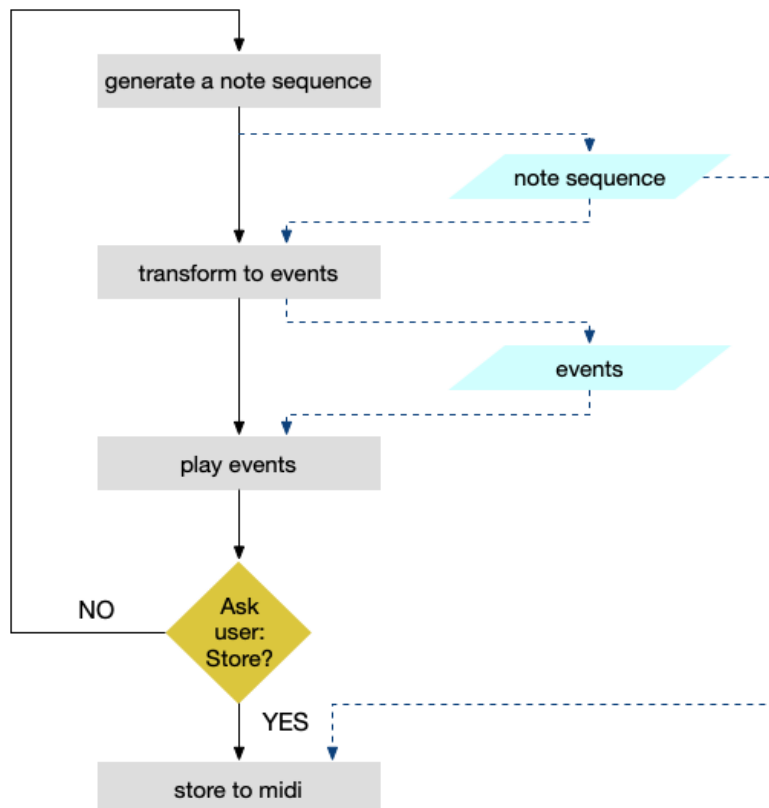 generate a note sequence
note sequence
transform to events
events
play events
Ask
user:
Store?
NO
YES
store to midi